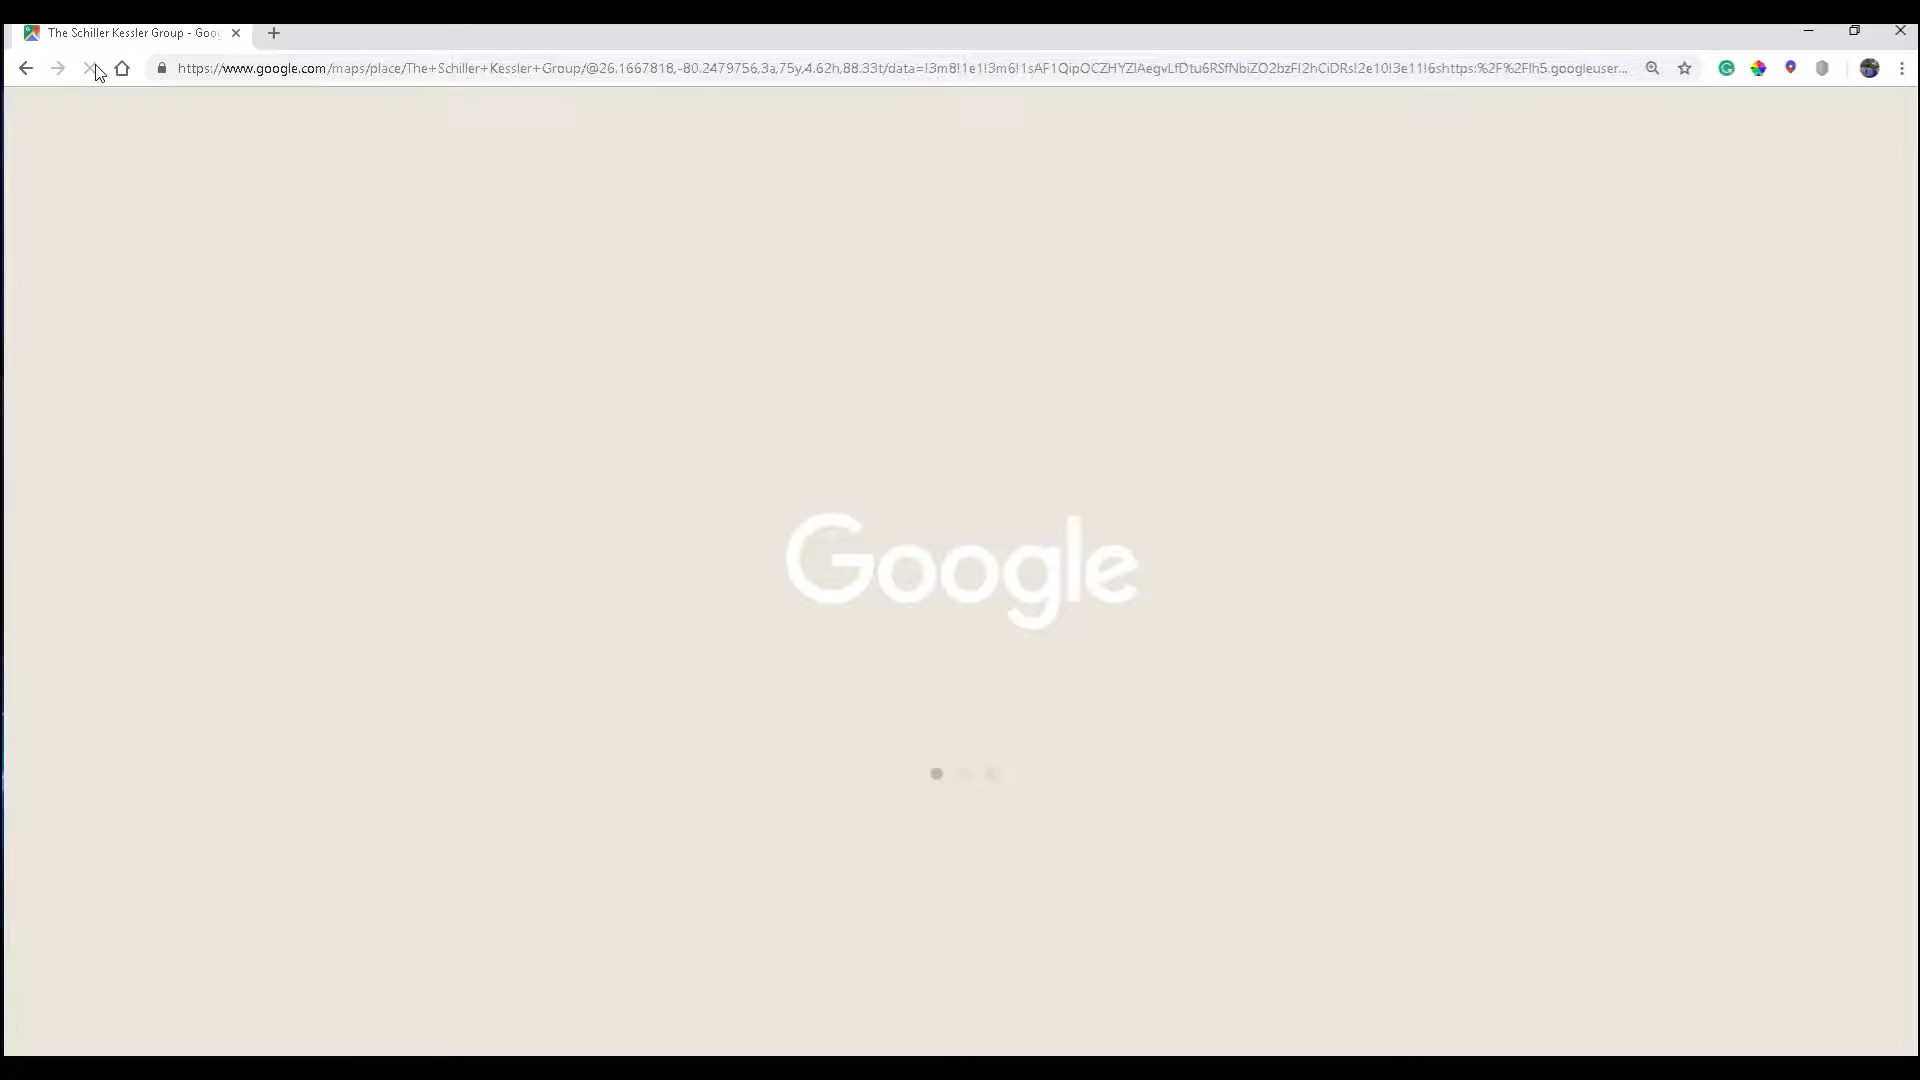 The Schiller Kessler Group - Goo
https://www.google.com/maps/place/The+Schiller+Kessler+Group/@26.1667818,-80.2479756,3a,75y,4.62h,88.33t/data=!3m8!1e1!3m6!1sAF1QipOCZHYZlAegvLfDtu6RSfNbiZO2bzFI2hCiDRs!2e10!3e11!6shttps:%2F%2Flh5.googleuser...
Google